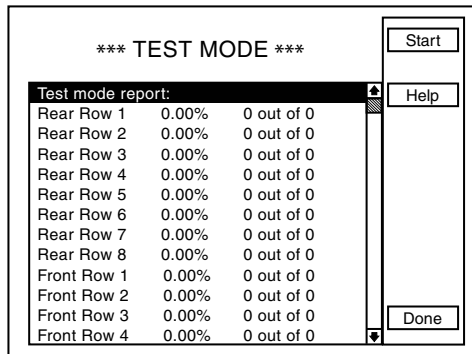 *** TEST MODE ***
Start
Help
Test mode report:
Rear Row 1 0.00% 0 out of 0
Rear Row 2 0.00% 0 out of 0
Rear Row 3 0.00% 0 out of 0
Rear Row 4 0.00% 0 out of 0
Rear Row 5 0.00% 0 out of 0
Rear Row 6 0.00% 0 out of 0
Rear Row 7 0.00% 0 out of 0
Rear Row 8 0.00% 0 out of 0
Front Row 1 0.00% 0 out of 0
Front Row 2 0.00% 0 out of 0
Front Row 3 0.00% 0 out of 0
Front Row 4 0.00% 0 out of 0
Done